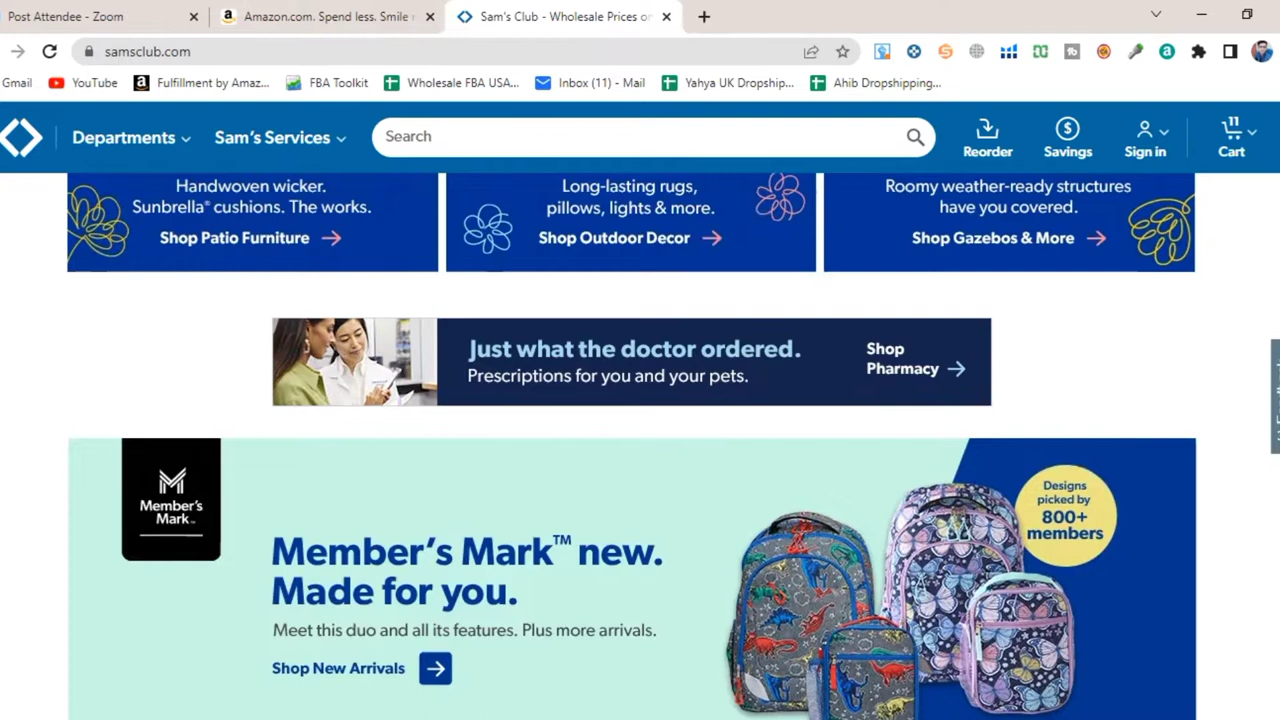 Post Attendee - Zoom
Amazon.com. Spend less. Smile
Sam's Club - Wholesale Prices
samsclub.com
Gmail
YouTube
Fulfillment by Amaz...
FBA Toolkit
Wholesale FBA USA...
Inbox (11) - Mail
Yahya UK Dropship...
Ahib Dropshipping...
Departments
Sam's Services
Search
Reorder
Savings
Sign in
11
Cart
Handwoven wicker.
Sunbrella® cushions. The works.
Shop Patio Furniture
Long-lasting rugs,
pillows, lights & more.
Shop Outdoor Decor
Roomy weather-ready structures
have you covered.
Shop Gazebos & More
Just what the doctor ordered.
Prescriptions for you and your pets.
Shop
Pharmacy
Member's
Mark™
Member's Mark™ new.
Made for you.
Meet this duo and all its features. Plus more arrivals.
Shop New Arrivals
Designs
picked by
800+
members